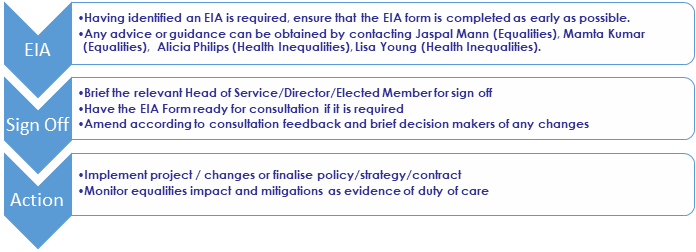 EIA
•Having identified an EIA is required, ensure that the EIA form is completed as early as possible.
•Any advice or guidance can be obtained by contacting Jaspal Mann (Equalities), Mamta Kumar
(Equalities),  Alicia Philips (Health Inequalities), Lisa Young (Health Inequalities).
Sign Off
•Brief the relevant Head of Service/Director/Elected Member for sign off
•Have the EIA Form ready for consultation if it is required
•Amend according to consultation feedback and brief decision makers of any changes
Action
•Implement project / changes or finalise policy/strategy/contract
•Monitor equalities impact and mitigations as evidence of duty of care